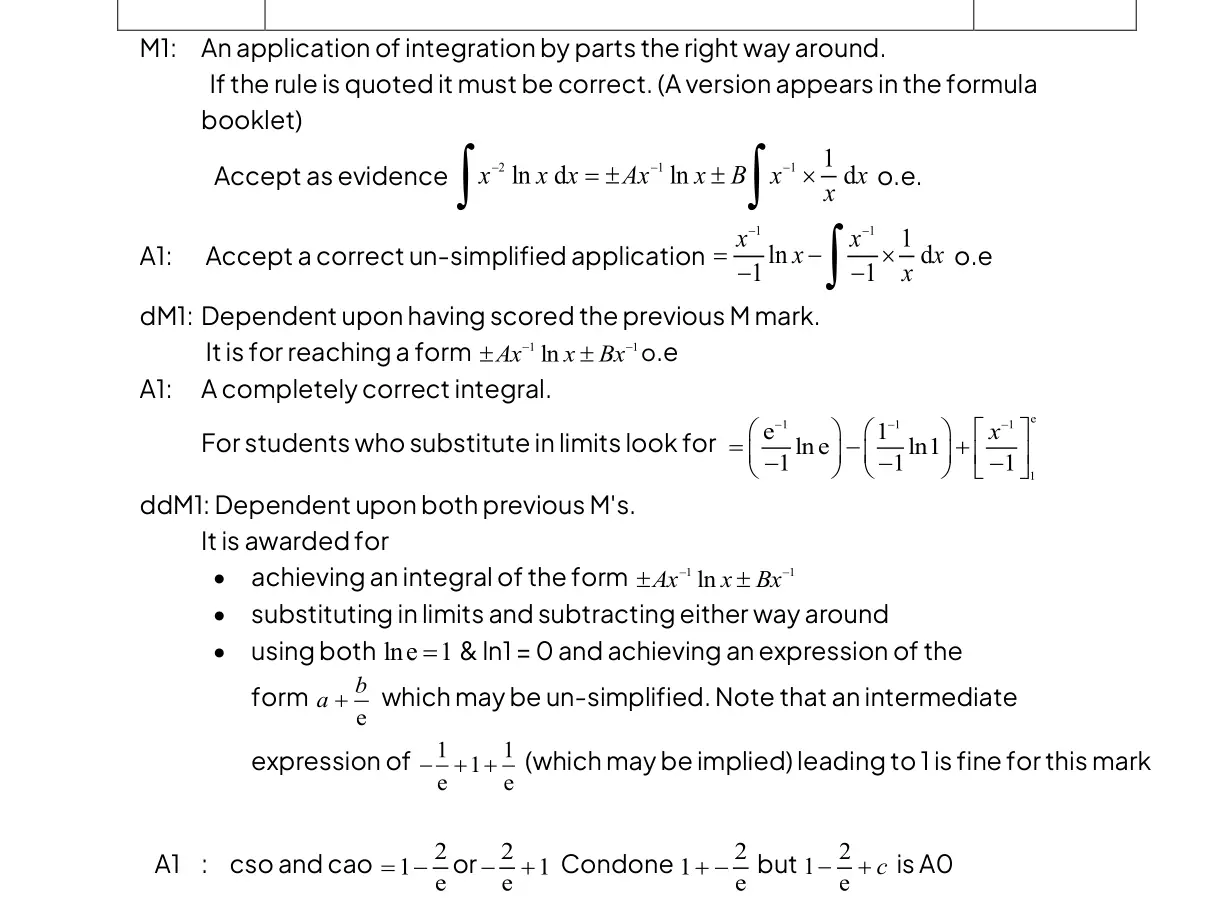 M1: An application of integration by parts the right way around.
If the rule is quoted it must be correct. (A version appears in the formula
booklet)
Accept as evidence ∫ x⁻² ln x dx = ±Ax⁻¹ ln x ± B ∫ x⁻¹ × 1/x dx o.e.
A1: Accept a correct un-simplified application = x⁻¹/−1 ln x − ∫ x⁻¹/−1 × 1/x dx o.e
dM1: Dependent upon having scored the previous M mark.
It is for reaching a form ±Ax⁻¹ ln x ± Bx⁻¹ o.e
A1: A completely correct integral.
For students who substitute in limits look for = (e⁻¹/−1 ln e) − (1⁻¹/−1 ln 1) + [x⁻¹/−1]₁ᵉ
ddM1: Dependent upon both previous M's.
It is awarded for
• achieving an integral of the form ±Ax⁻¹ ln x ± Bx⁻¹
• substituting in limits and subtracting either way around
• using both ln e = 1 & ln1 = 0 and achieving an expression of the
form a + b/e which may be un-simplified. Note that an intermediate
expression of −1/e + 1 + 1/e (which may be implied) leading to 1 is fine for this mark
A1 : cso and cao = 1 − 2/e or − 2/e + 1 Condone 1 + − 2/e but 1 − 2/e + c is A0